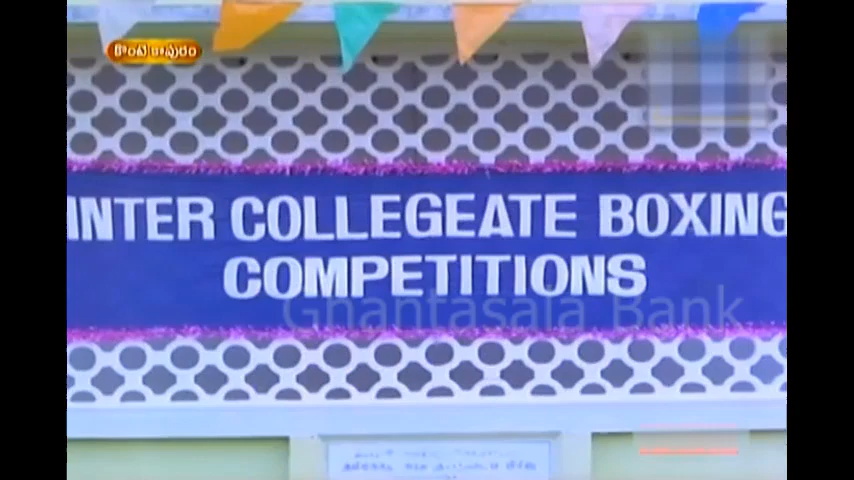 కొంటె కాపురం
INTER COLLEGEATE BOXING
COMPETITIONS
Ghantasala Bank